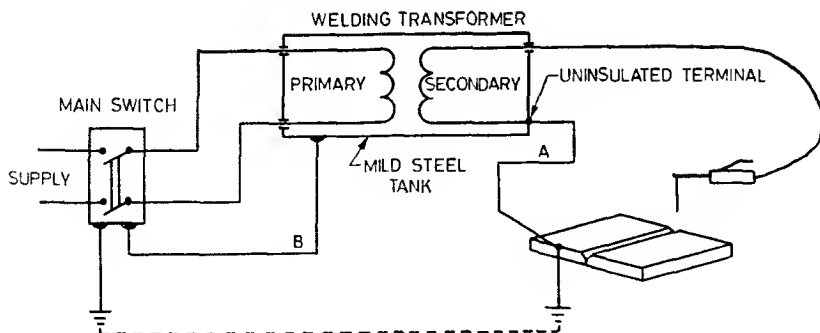 WELDING TRANSFORMER
PRIMARY
SECONDARY
UNINSULATED TERMINAL
MAIN SWITCH
MILD STEEL
TANK
A
SUPPLY
B